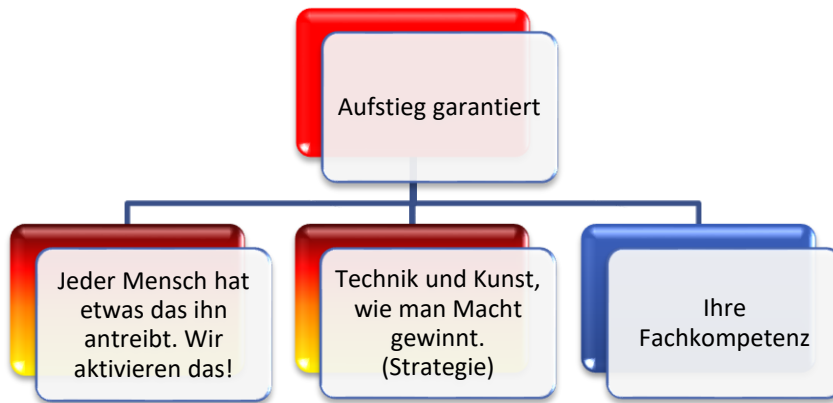 Aufstieg garantiert
Jeder Mensch hat
etwas das ihn
antreibt. Wir
aktivieren das!
Technik und Kunst,
wie man Macht
gewinnt.
(Strategie)
Ihre
Fachkompetenz